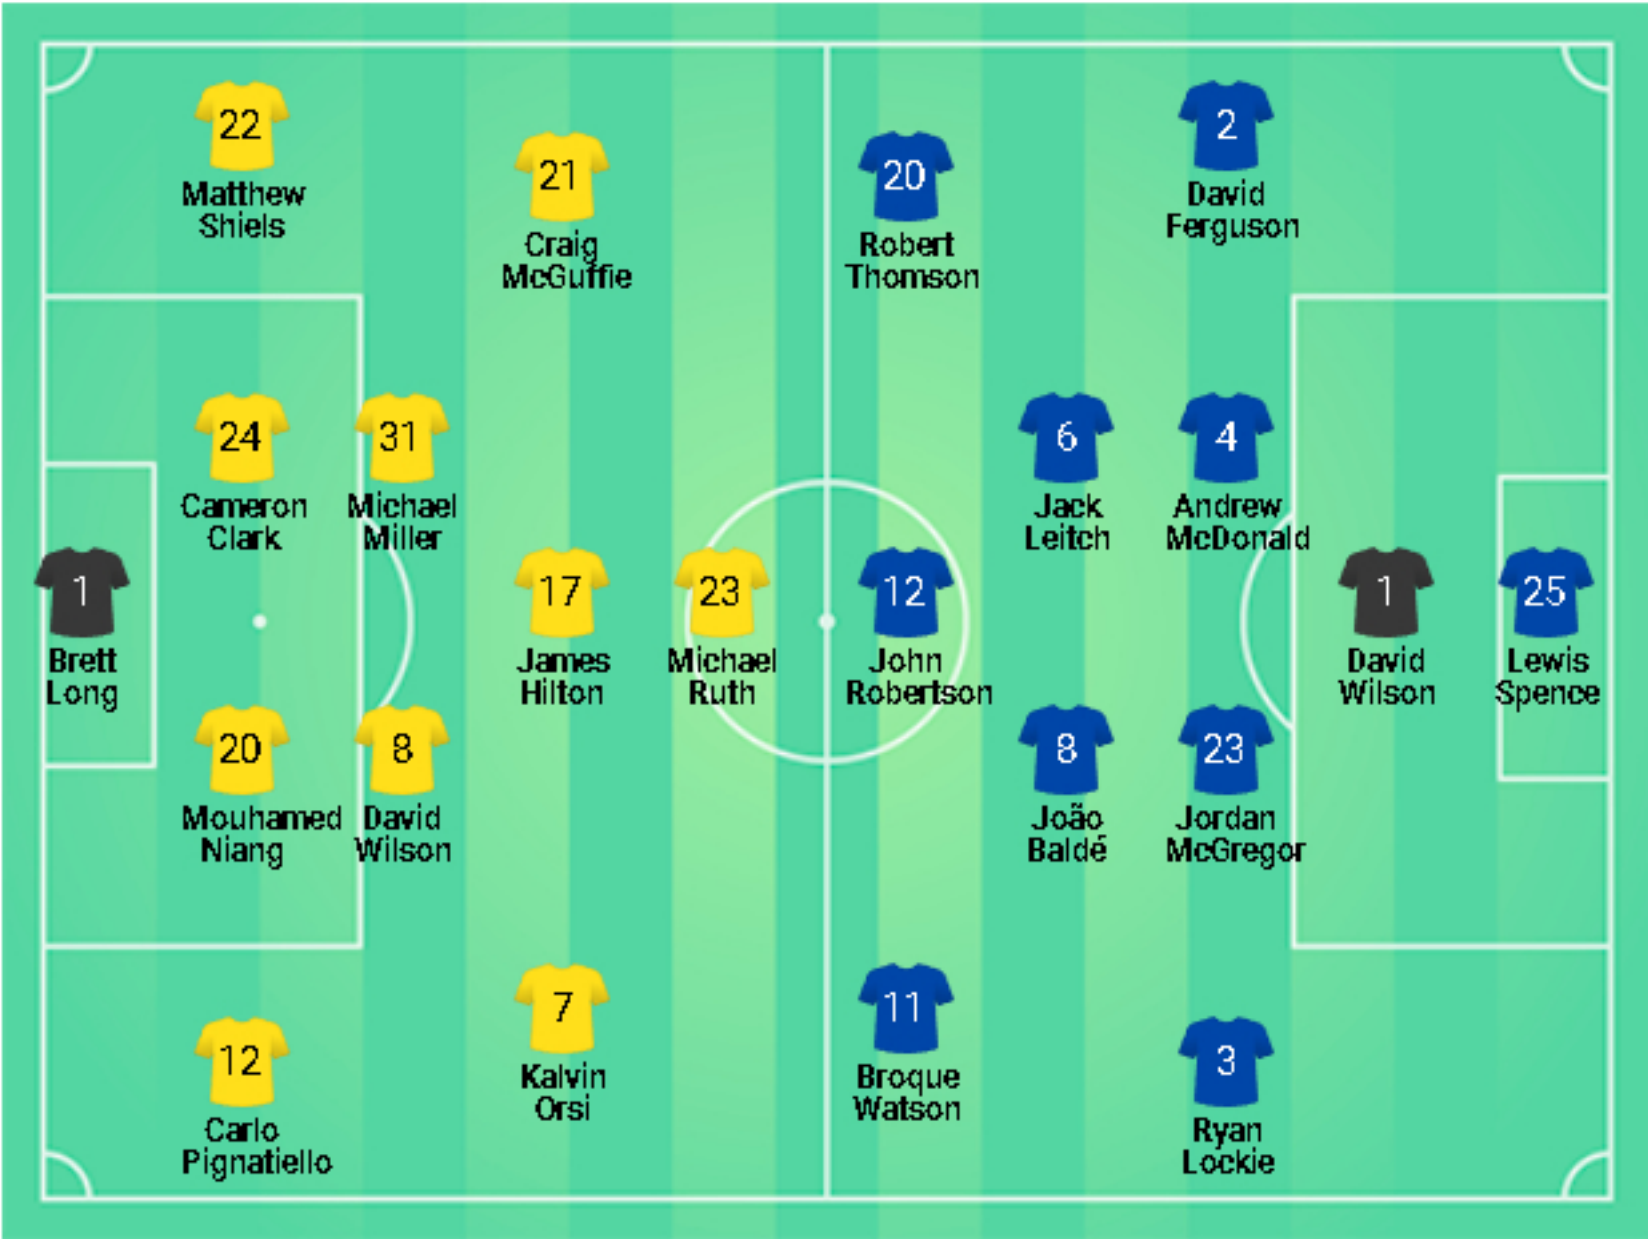 22
Matthew
Shiels
21
Craig
McGuffie
20
Robert
Thomson
2
David
Ferguson
24
Cameron
Clark
31
Michael
Miller
6
Jack
Leitch
4
Andrew
McDonald
1
Brett
Long
17
James
Hilton
23
Michael
Ruth
12
John
Robertson
1
David
Wilson
25
Lewis
Spence
20
Mouhamed
Niang
8
David
Wilson
8
João
Baldé
23
Jordan
McGregor
12
Carlo
Pignatiello
7
Kalvin
Orsi
11
Broque
Watson
3
Ryan
Lockie